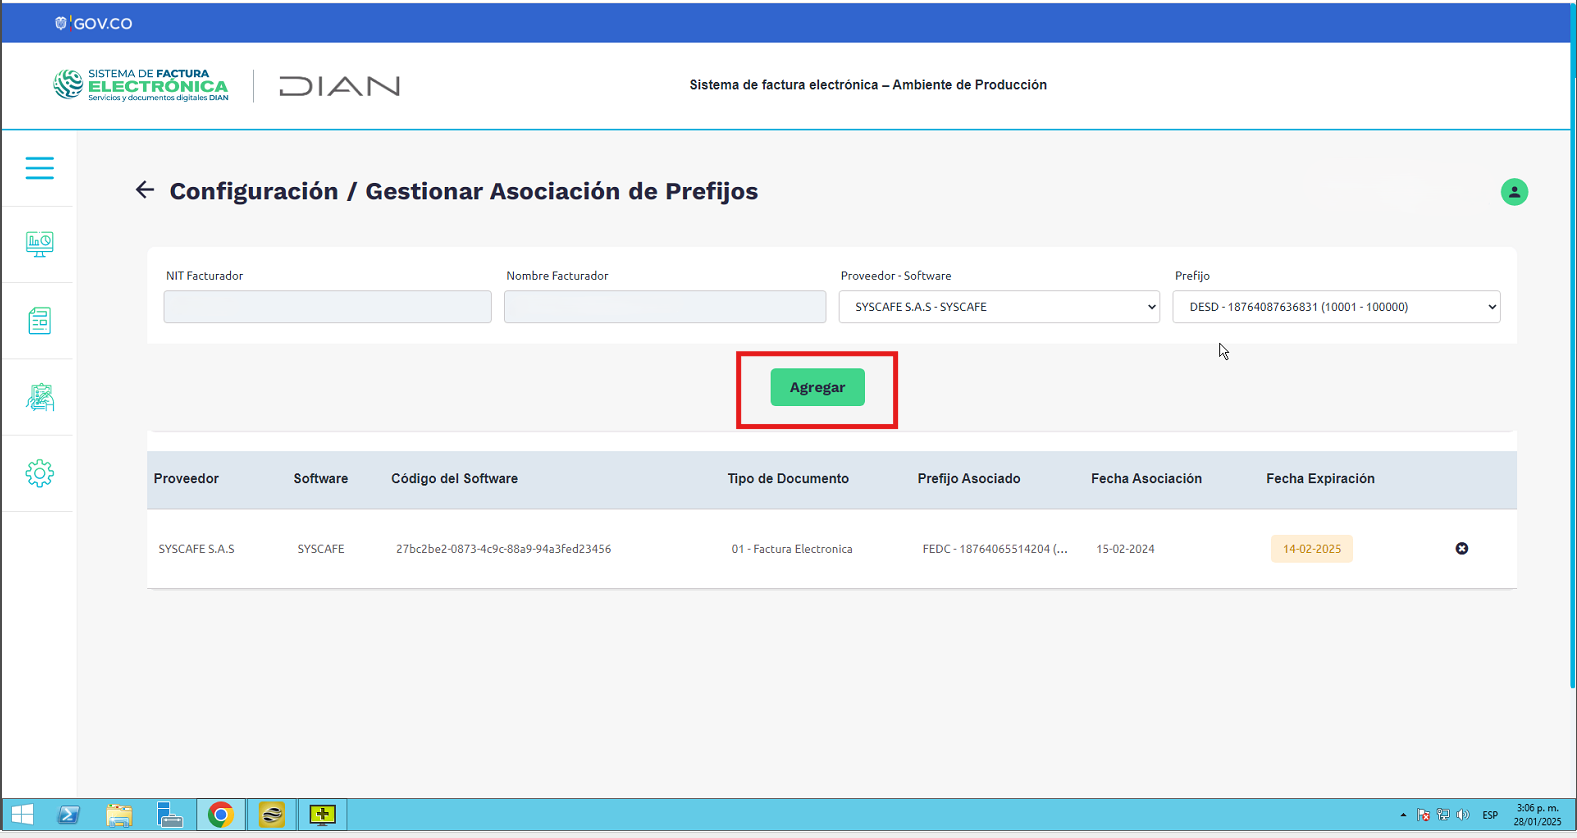 GOV.CO
SISTEMA DE FACTURA
ELECTRÓNICA
Servicios y documentos digitales DIAN
DIAN
Sistema de factura electrónica – Ambiente de Producción
Configuración / Gestionar Asociación de Prefijos
NIT Facturador
Nombre Facturador
Proveedor - Software
Prefijo
SYSCAFE S.A.S - SYSCAFE
DESD - 18764087636831 (10001 - 100000)
Agregar
Proveedor
Software
Código del Software
Tipo de Documento
Prefijo Asociado
Fecha Asociación
Fecha Expiración
SYSCAFE S.A.S
SYSCAFE
27bc2be2-0873-4c9c-88a9-94a3fed23456
01 - Factura Electronica
FEDC - 18764065514204 (...
15-02-2024
14-02-2025
ESP
3:06 p. m.
28/01/2025